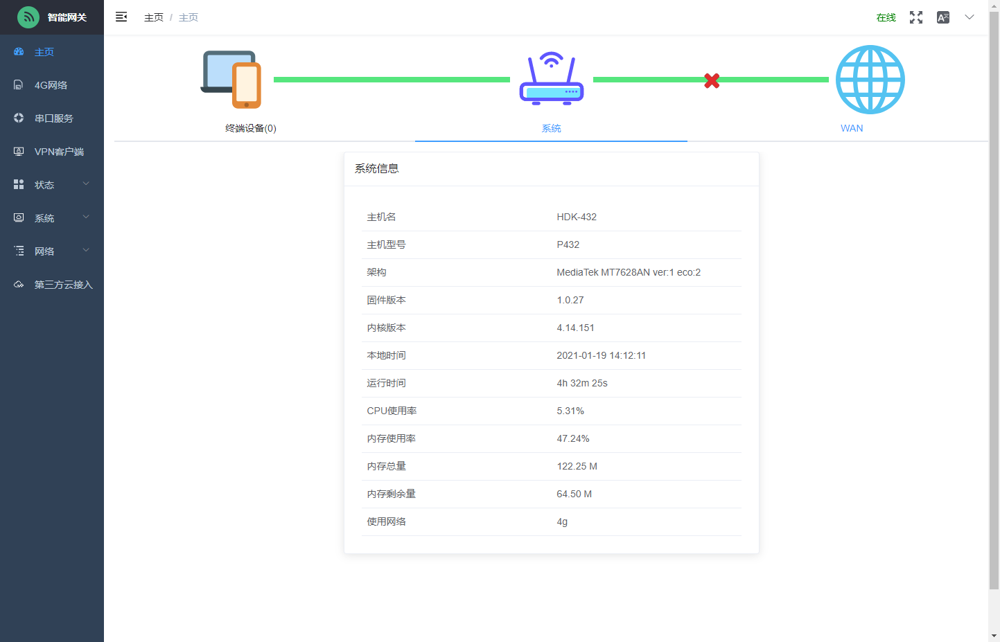 智能网关
主页 / 主页
在线
主页
4G网络
串口服务
VPN客户端
状态
系统
网络
第三方云接入
终端设备(0)
系统
WAN
系统信息
主机名 HDK-432
主机型号 P432
架构 MediaTek MT7628AN ver:1 eco:2
固件版本 1.0.27
内核版本 4.14.151
本地时间 2021-01-19 14:12:11
运行时间 4h 32m 25s
CPU使用率 5.31%
内存使用率 47.24%
内存总量 122.25 M
内存剩余量 64.50 M
使用网络 4g